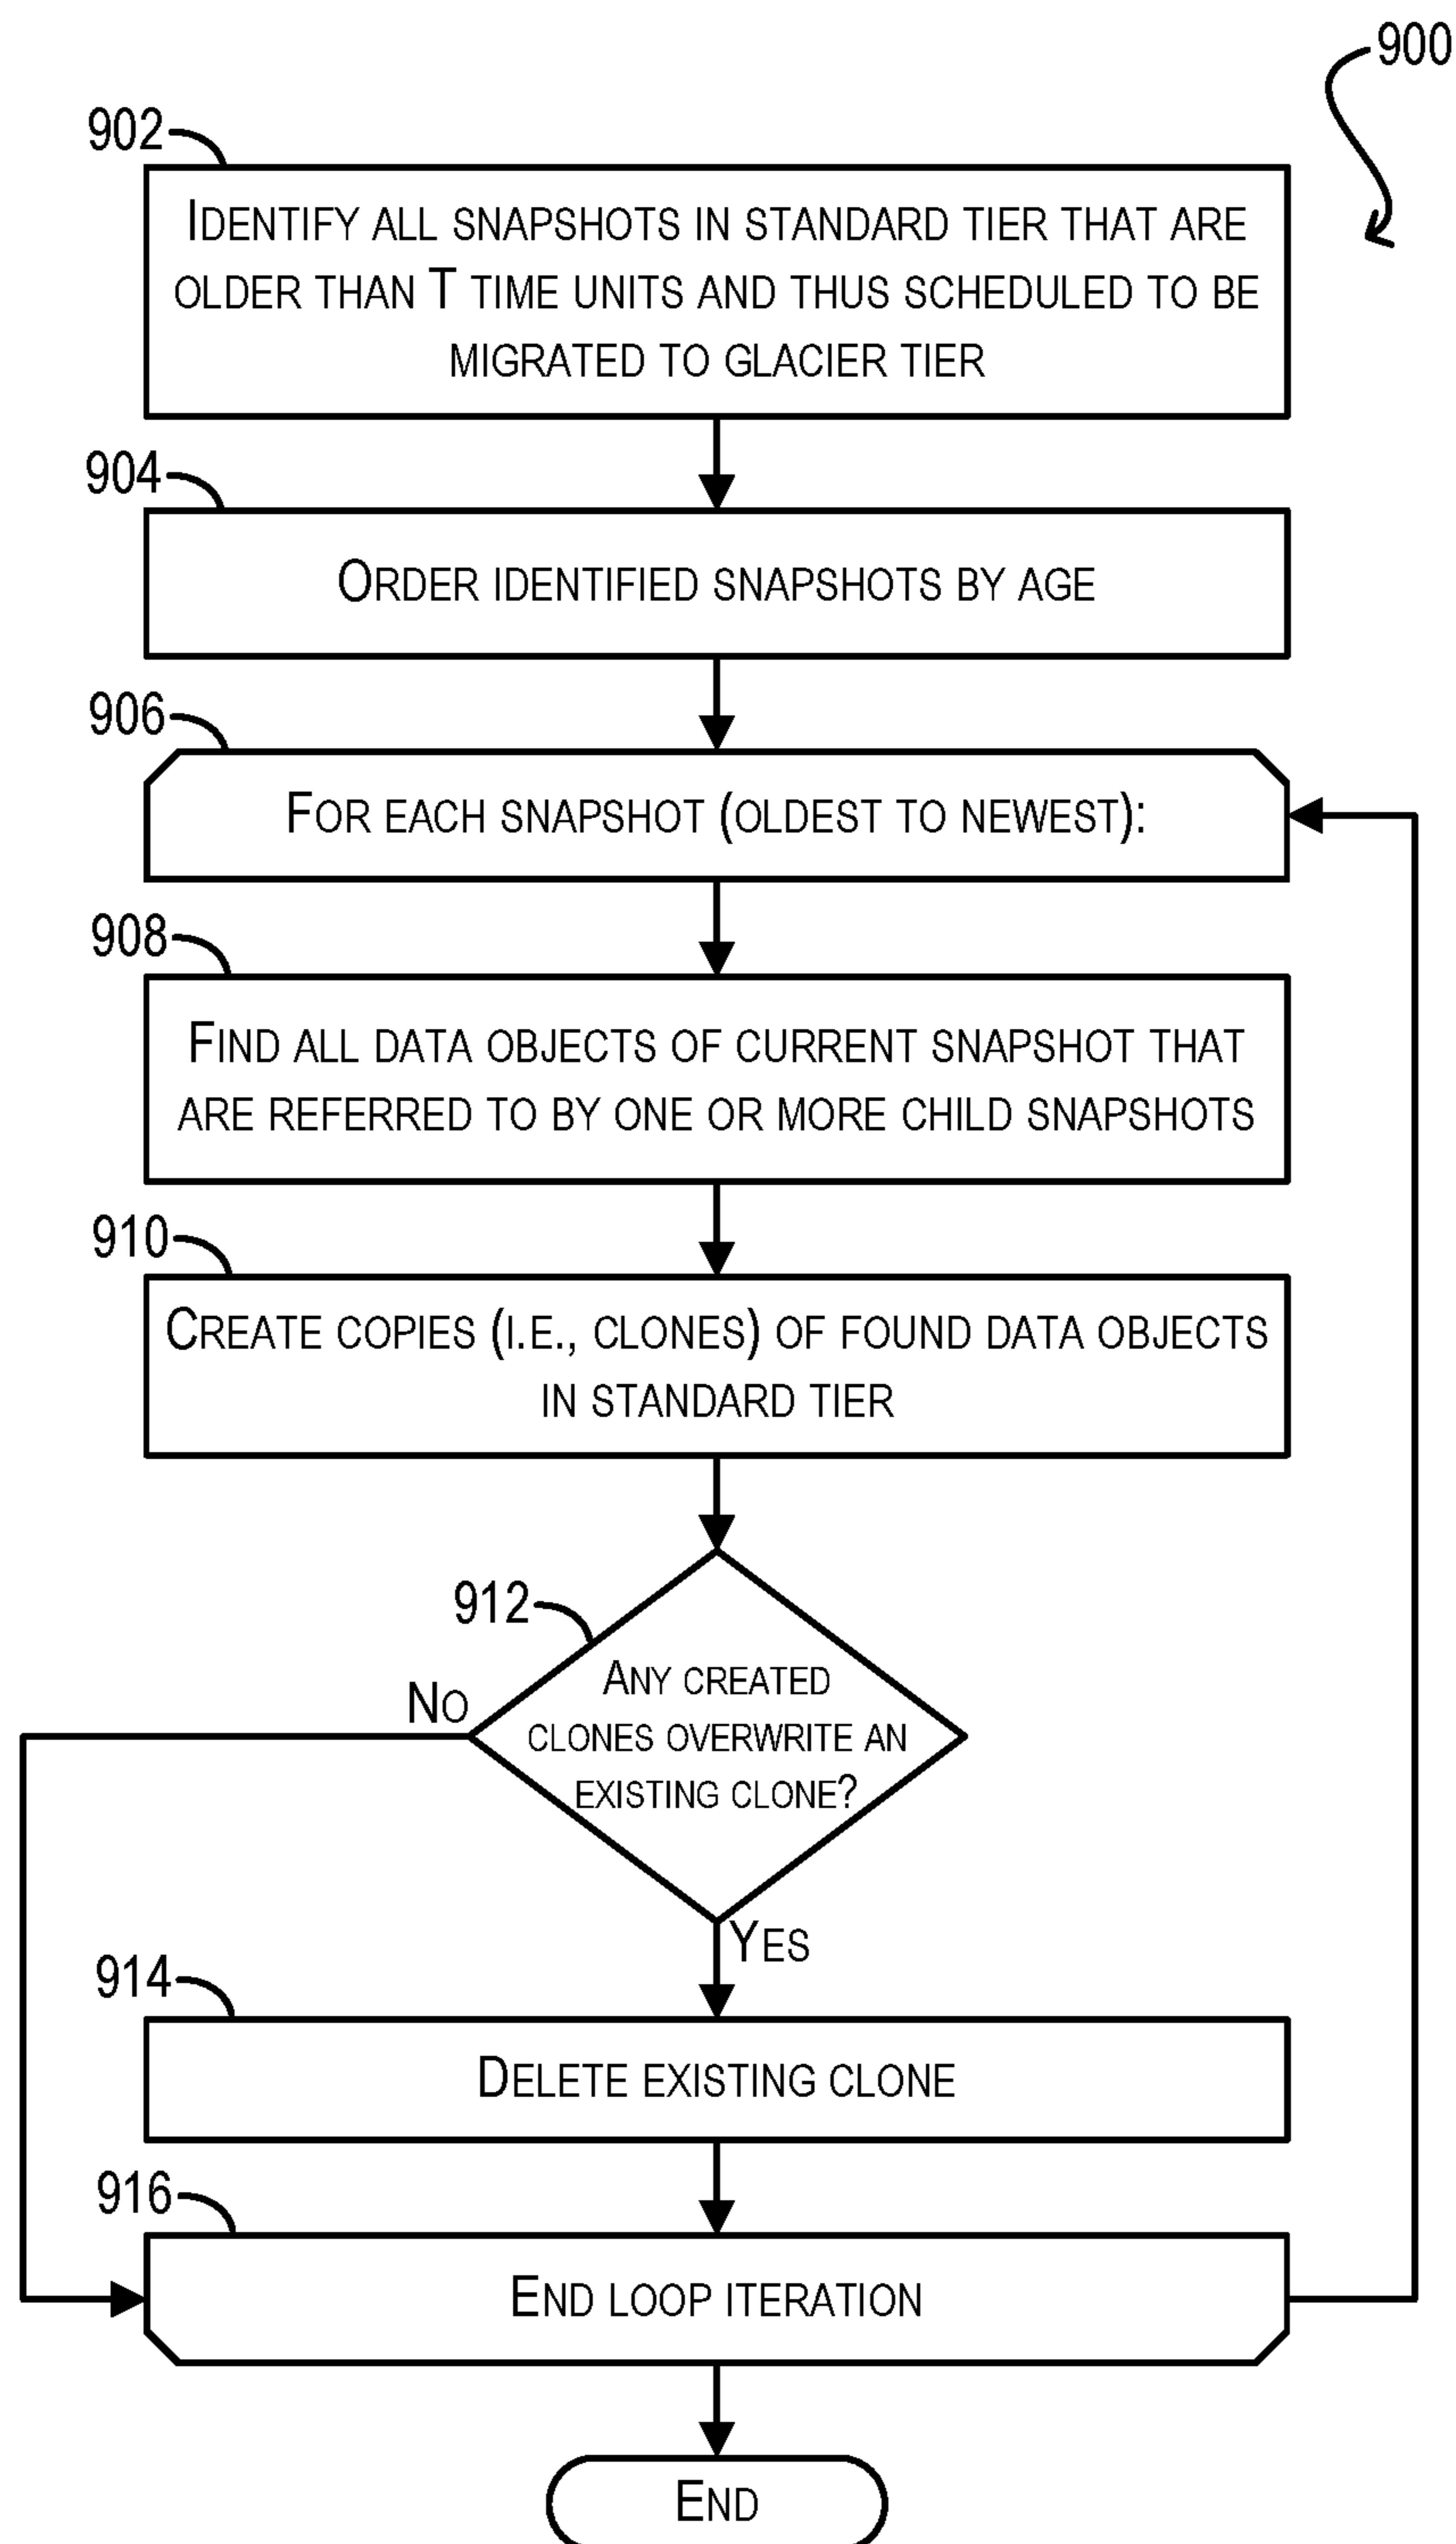 900
902
Identify all snapshots in standard tier that are
older than T time units and thus scheduled to be
migrated to glacier tier
904
Order identified snapshots by age
906
For each snapshot (oldest to newest):
908
Find all data objects of current snapshot that
are referred to by one or more child snapshots
910
Create copies (i.e., clones) of found data objects
in standard tier
912
Any created
clones overwrite an
existing clone?
No
Yes
914
Delete existing clone
916
End loop iteration
End